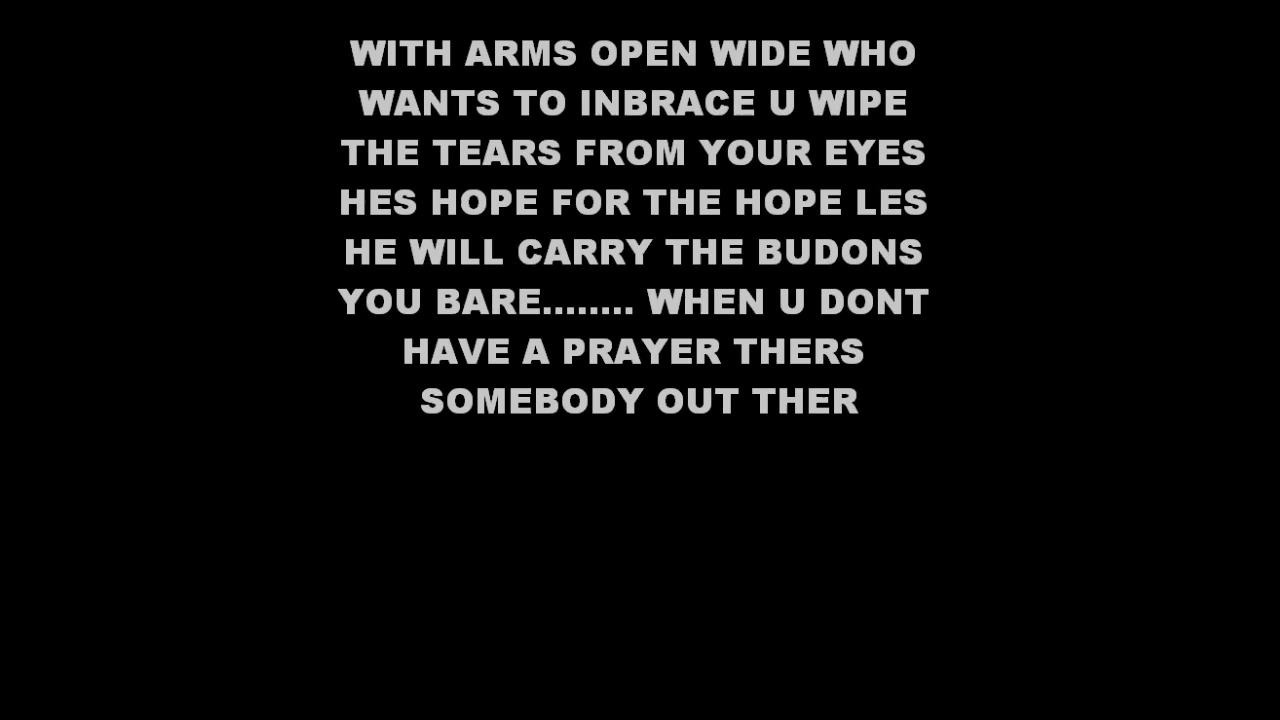 WITH ARMS OPEN WIDE WHO
WANTS TO INBRACE U WIPE
THE TEARS FROM YOUR EYES
HES HOPE FOR THE HOPE LES
HE WILL CARRY THE BUDONS
YOU BARE........ WHEN U DONT
HAVE A PRAYER THERS
SOMEBODY OUT THER